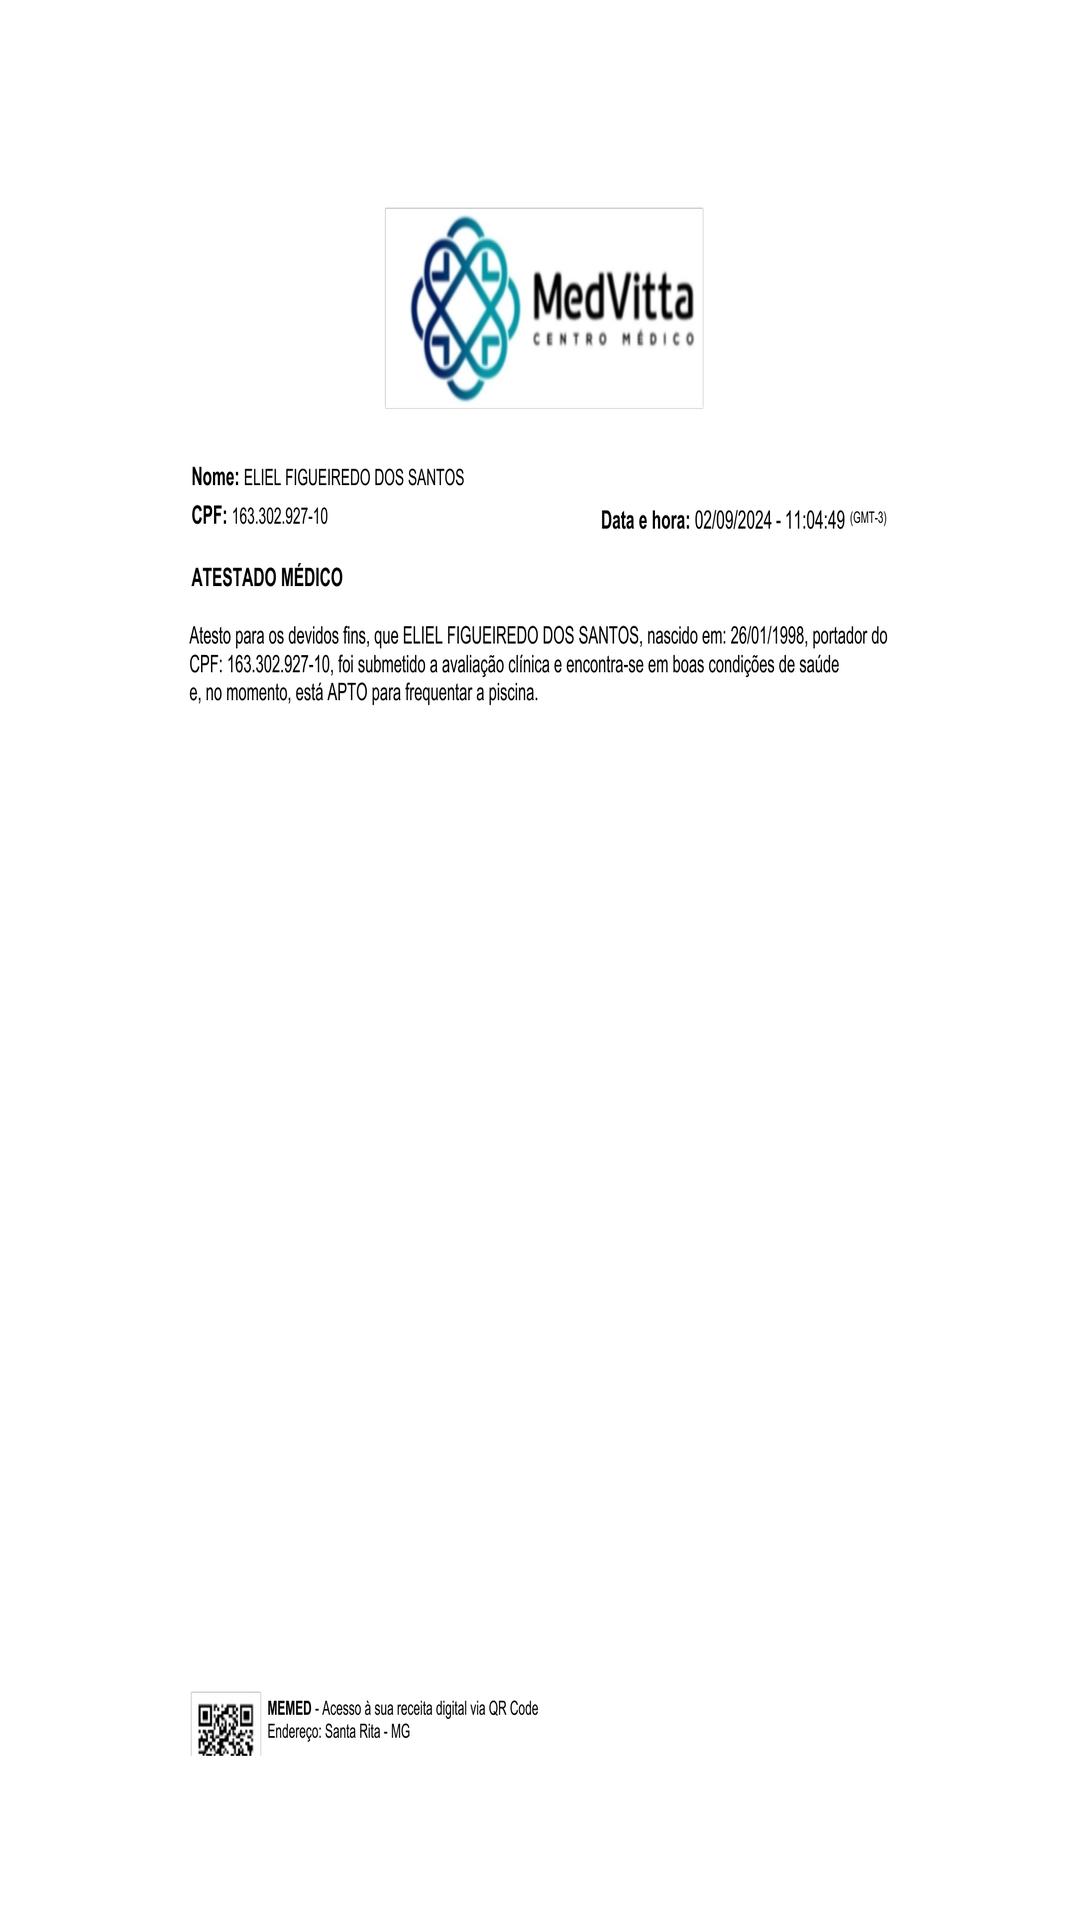 MedVitta
CENTRO MÉDICO
Nome: ELIEL FIGUEIREDO DOS SANTOS
CPF: 163.302.927-10
Data e hora: 02/09/2024 - 11:04:49 (GMT-3)
ATESTADO MÉDICO
Atesto para os devidos fins, que ELIEL FIGUEIREDO DOS SANTOS, nascido em: 26/01/1998, portador do
CPF: 163.302.927-10, foi submetido a avaliação clínica e encontra-se em boas condições de saúde
e, no momento, está APTO para frequentar a piscina.
MEMED - Acesso à sua receita digital via QR Code
Endereço: Santa Rita - MG